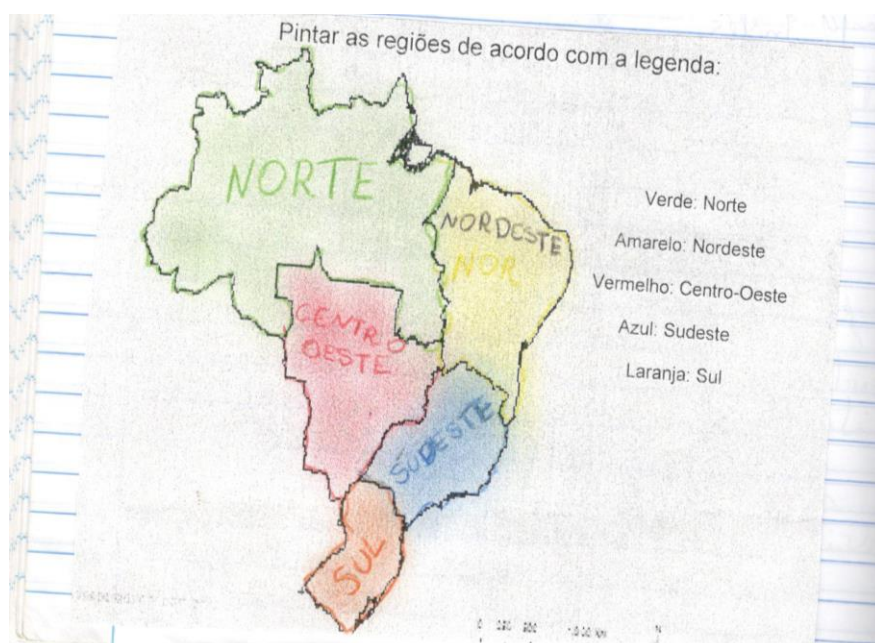 Pintar as regiões de acordo com a legenda:
NORTE
NORDESTE
NOR
CENTRO
OESTE
SUDESTE
SUL
Verde: Norte
Amarelo: Nordeste
Vermelho: Centro-Oeste
Azul: Sudeste
Laranja: Sul